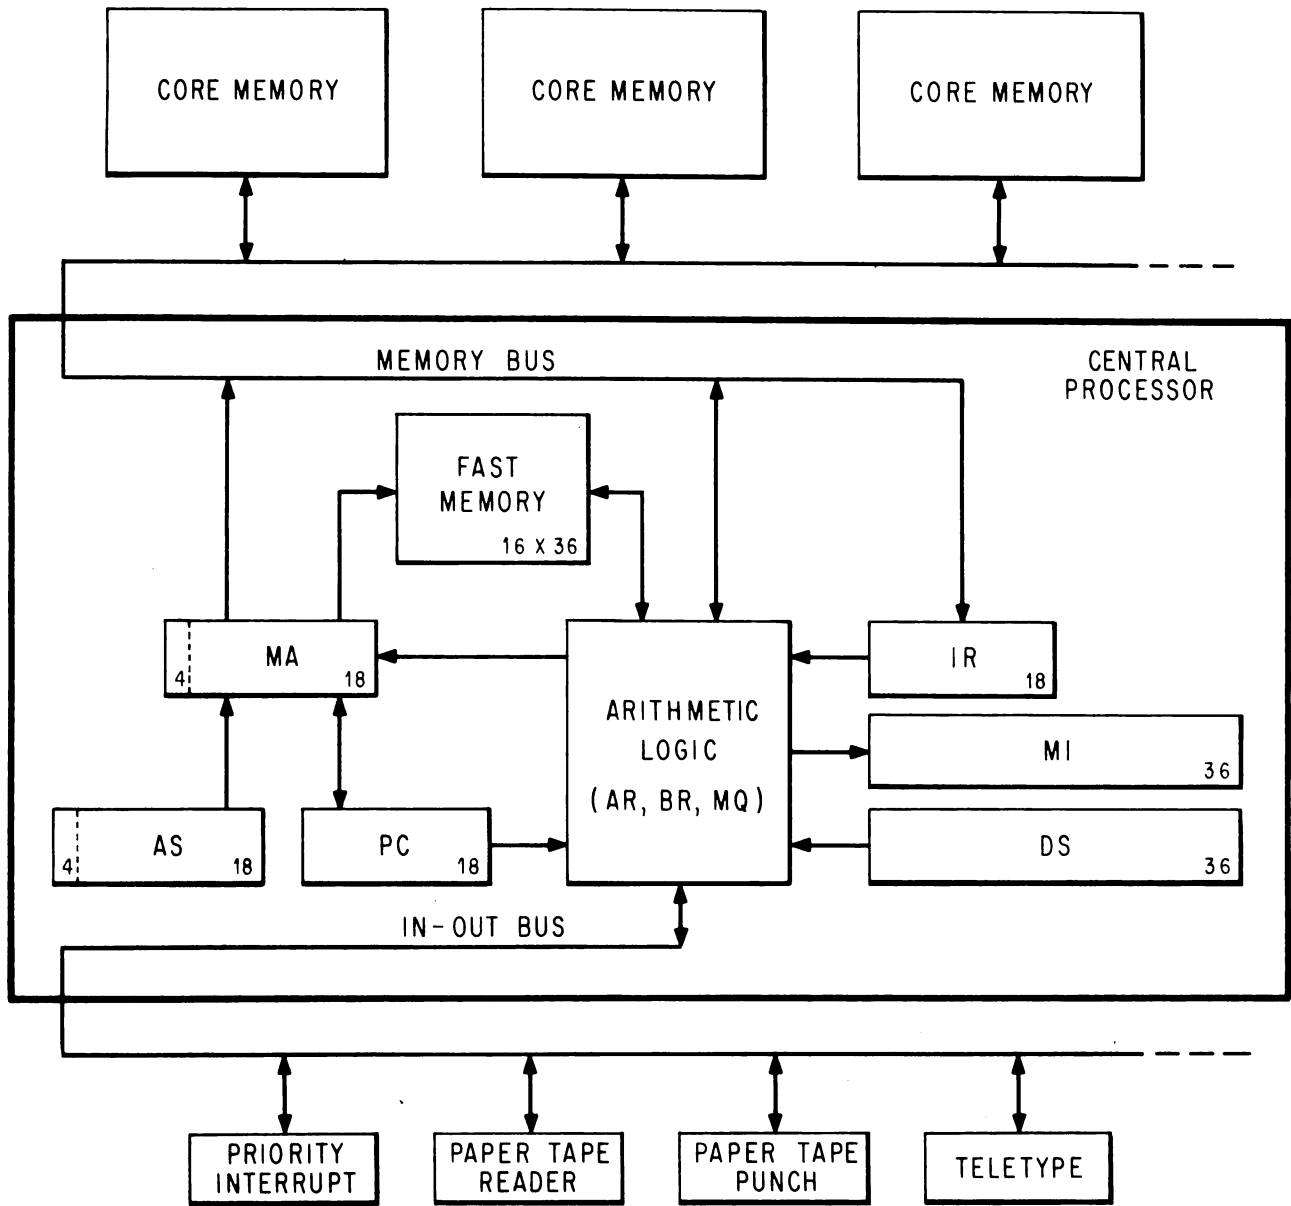 CORE MEMORY
CORE MEMORY
CORE MEMORY
MEMORY BUS
CENTRAL
PROCESSOR
FAST
MEMORY
16 X 36
4
MA
18
IR
18
ARITHMETIC
LOGIC
(AR, BR, MQ)
MI
36
4
AS
18
PC
18
DS
36
IN-OUT BUS
PRIORITY
INTERRUPT
PAPER TAPE
READER
PAPER TAPE
PUNCH
TELETYPE